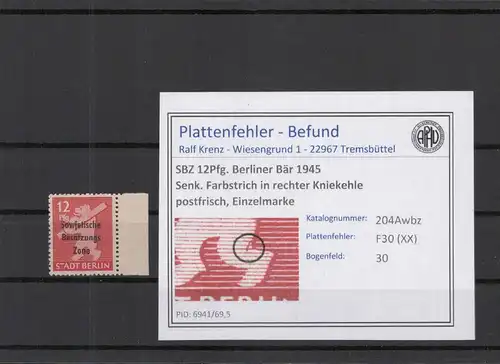 Plattenfehler - Befund
Ralf Krenz - Wiesengrund 1 - 22967 Tremsbüttel
SBZ 12Pfg. Berliner Bär 1945
Senk. Farbstrich in rechter Kniekehle
postfrisch, Einzelmarke
Katalognummer: 204Awbz
Plattenfehler: F30 (XX)
Bogenfeld: 30
PID: 6941/69,5
12
Sowjetische
Besatzungs
Zone
STADT BERLIN